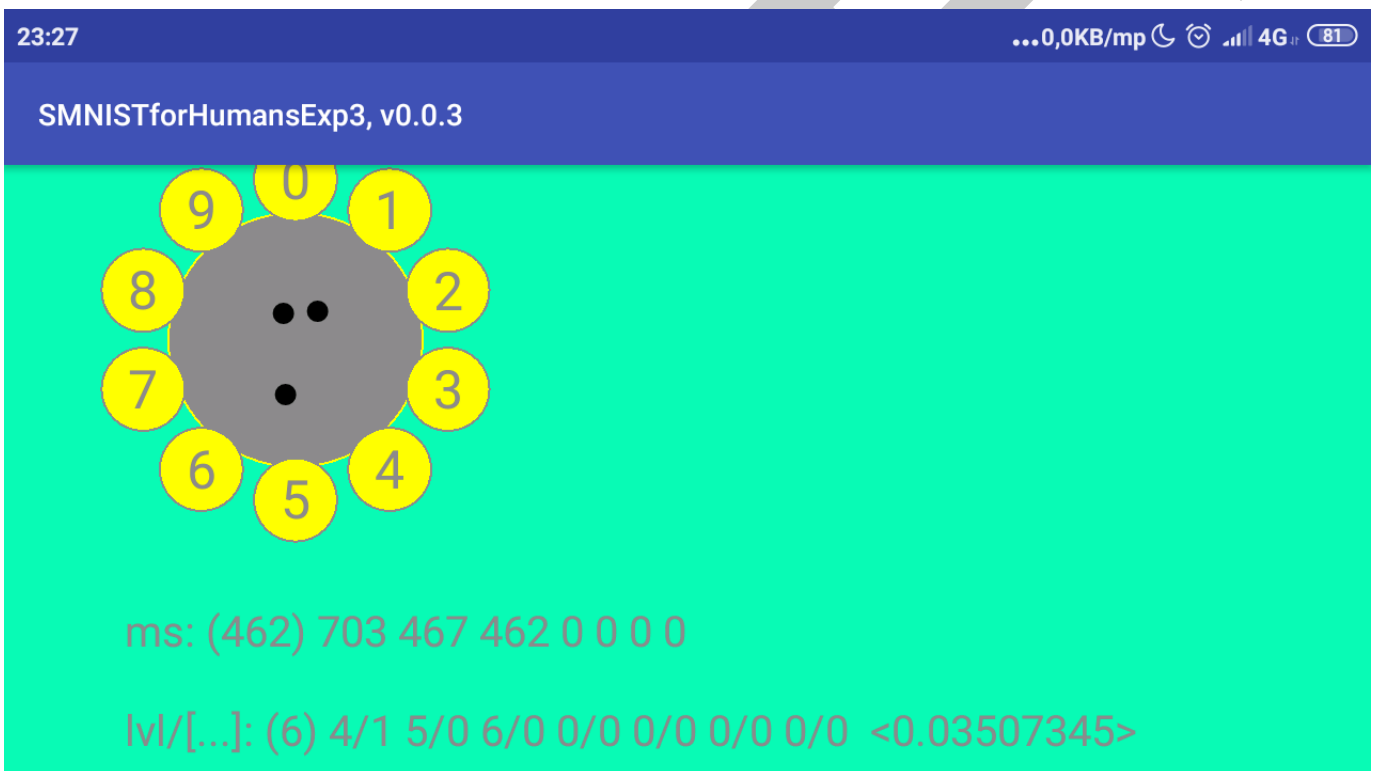 23:27 ...0,0KB/mp 4G 81
SMNISTforHumansExp3, v0.0.3
0
9 1
8 2
7 3
6 4
5
ms: (462) 703 467 462 0 0 0 0
lvl/[...]: (6) 4/1 5/0 6/0 0/0 0/0 0/0 0/0 <0.03507345>